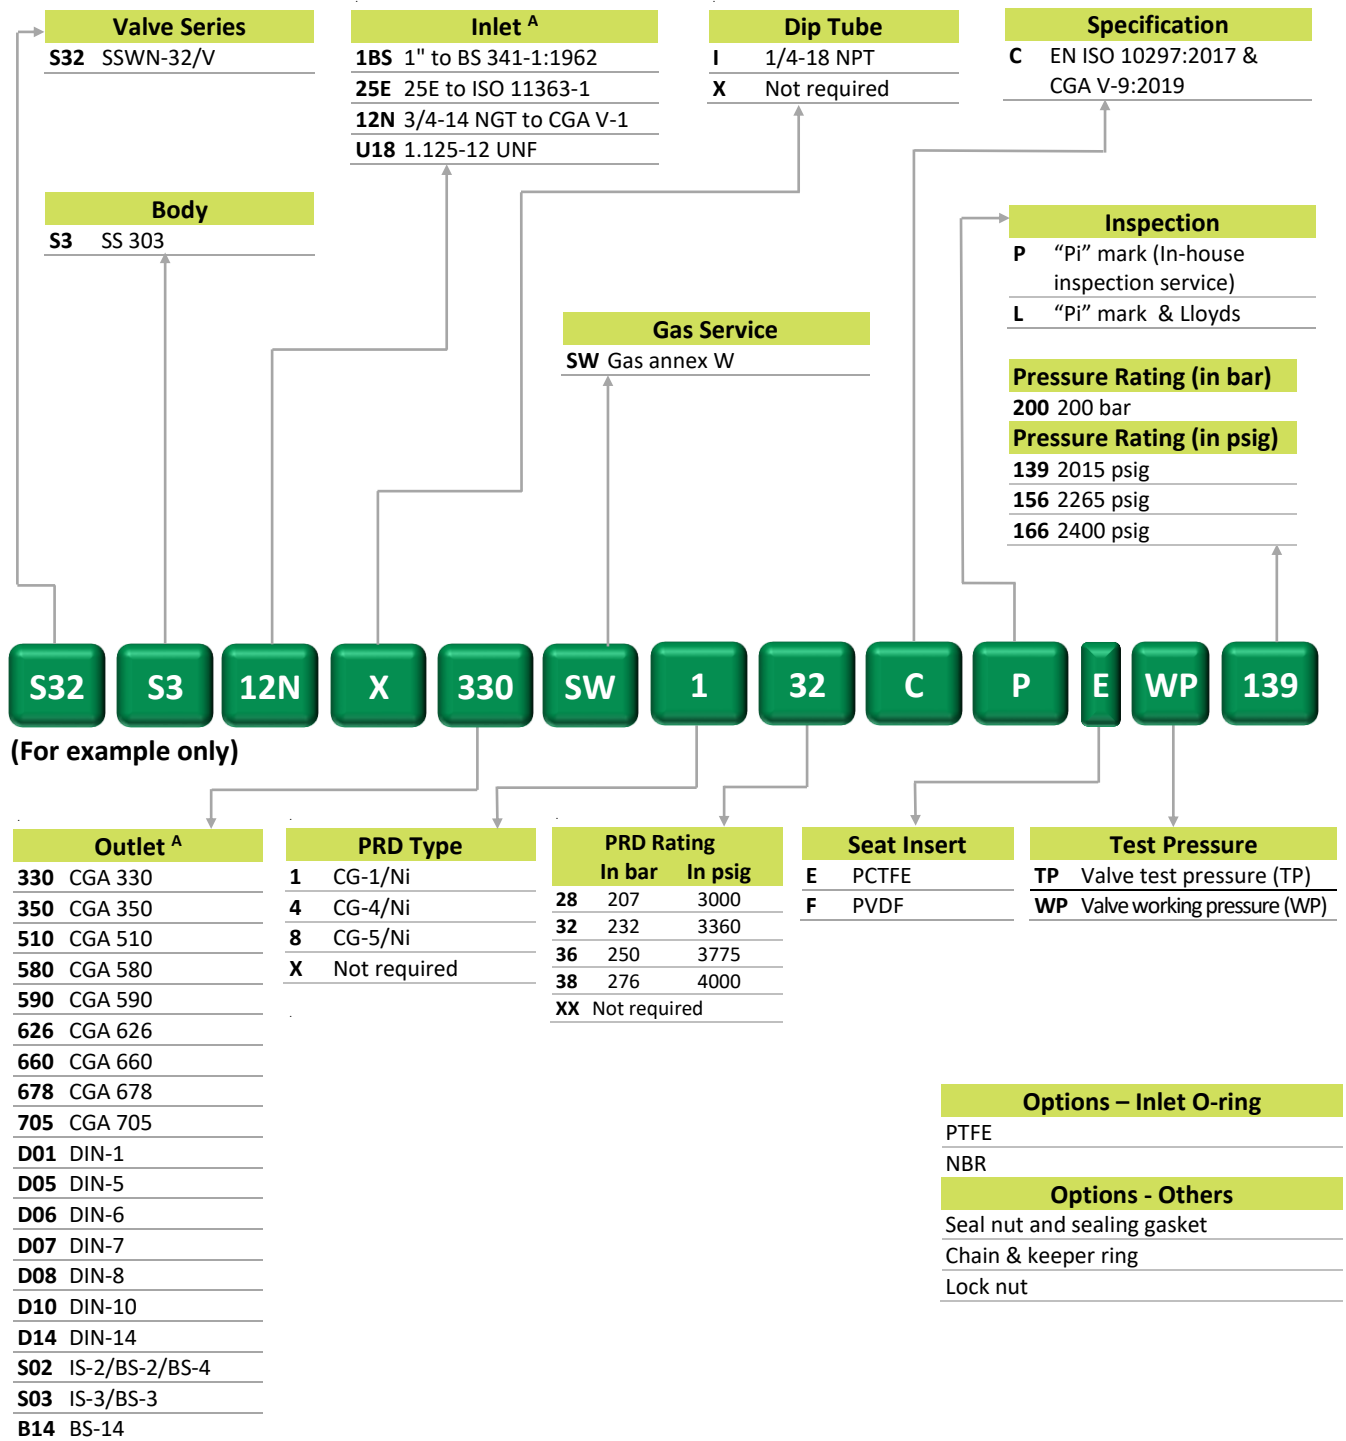 Valve Series
S32 SSWN-32/V
Inlet A
1BS 1" to BS 341-1:1962
25E 25E to ISO 11363-1
12N 3/4-14 NGT to CGA V-1
U18 1.125-12 UNF
Dip Tube
I 1/4-18 NPT
X Not required
Specification
C EN ISO 10297:2017 &
CGA V-9:2019
Body
S3 SS 303
Inspection
P “Pi” mark (In-house
inspection service)
L “Pi” mark & Lloyds
Gas Service
SW Gas annex W
Pressure Rating (in bar)
200 200 bar
Pressure Rating (in psig)
139 2015 psig
156 2265 psig
166 2400 psig
S32 S3 12N X 330 SW 1 32 C P E WP 139
(For example only)
Outlet A
330 CGA 330
350 CGA 350
510 CGA 510
580 CGA 580
590 CGA 590
626 CGA 626
660 CGA 660
678 CGA 678
705 CGA 705
D01 DIN-1
D05 DIN-5
D06 DIN-6
D07 DIN-7
D08 DIN-8
D10 DIN-10
D14 DIN-14
S02 IS-2/BS-2/BS-4
S03 IS-3/BS-3
B14 BS-14
PRD Type
1 CG-1/Ni
4 CG-4/Ni
8 CG-5/Ni
X Not required
PRD Rating
In bar In psig
28 207 3000
32 232 3360
36 250 3775
38 276 4000
XX Not required
Seat Insert
E PCTFE
F PVDF
Test Pressure
TP Valve test pressure (TP)
WP Valve working pressure (WP)
Options – Inlet O-ring
PTFE
NBR
Options - Others
Seal nut and sealing gasket
Chain & keeper ring
Lock nut